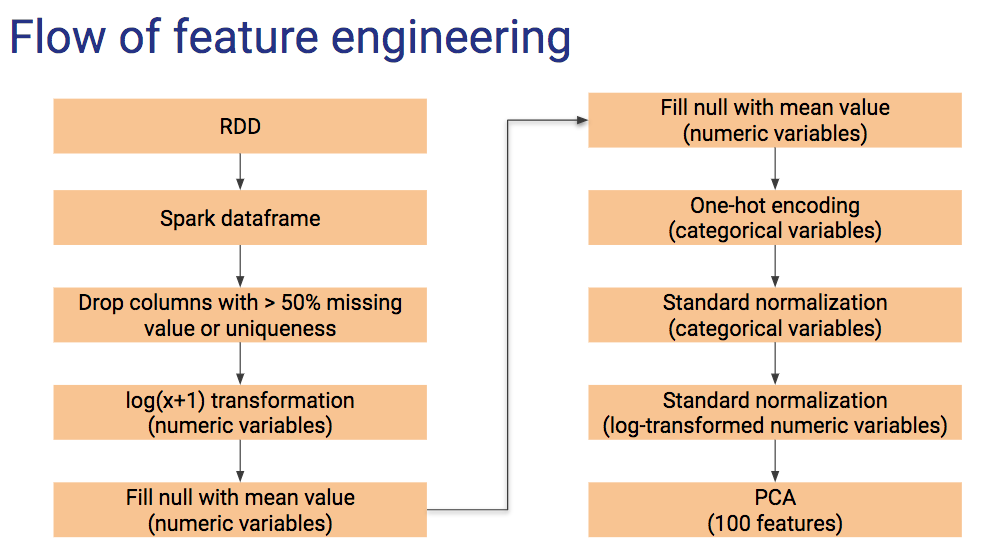 Flow of feature engineering
RDD
Spark dataframe
Drop columns with > 50% missing
value or uniqueness
log(x+1) transformation
(numeric variables)
Fill null with mean value
(numeric variables)
Fill null with mean value
(numeric variables)
One-hot encoding
(categorical variables)
Standard normalization
(categorical variables)
Standard normalization
(log-transformed numeric variables)
PCA
(100 features)